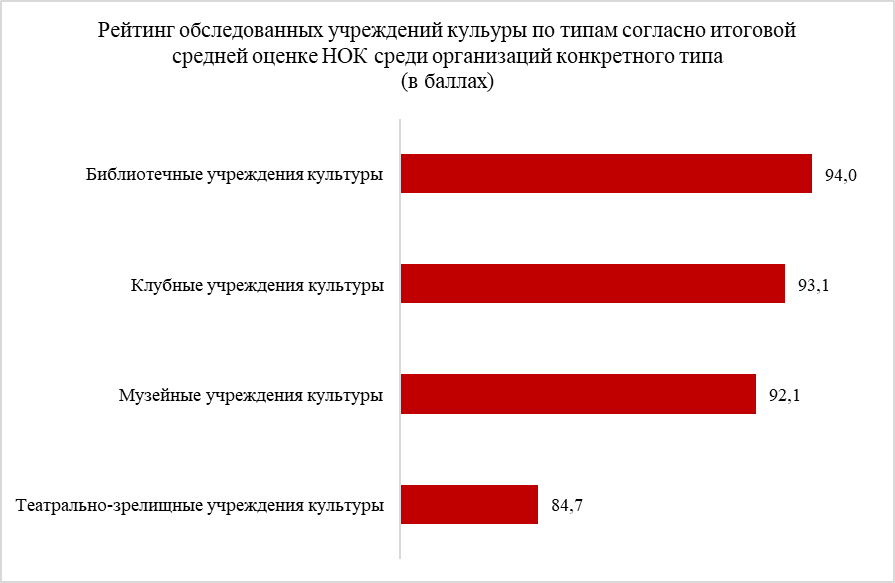 Рейтинг обследованных учреждений кульуры по типам согласно итоговой
средней оценке НОК среди организаций конкретного типа
(в баллах)
Библиотечные учреждения культуры 94,0
Клубные учреждения культуры 93,1
Музейные учреждения культуры 92,1
Театрально-зрелищные учреждения культуры 84,7